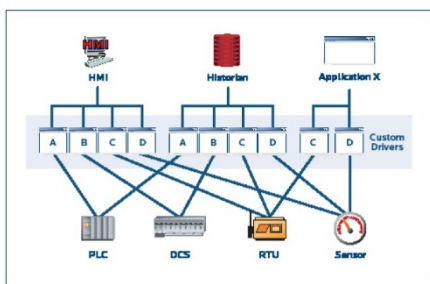 HMI
HMI Historian Application X
A B C D A B C D C D Custom
Drivers
PLC DCS RTU Sensor